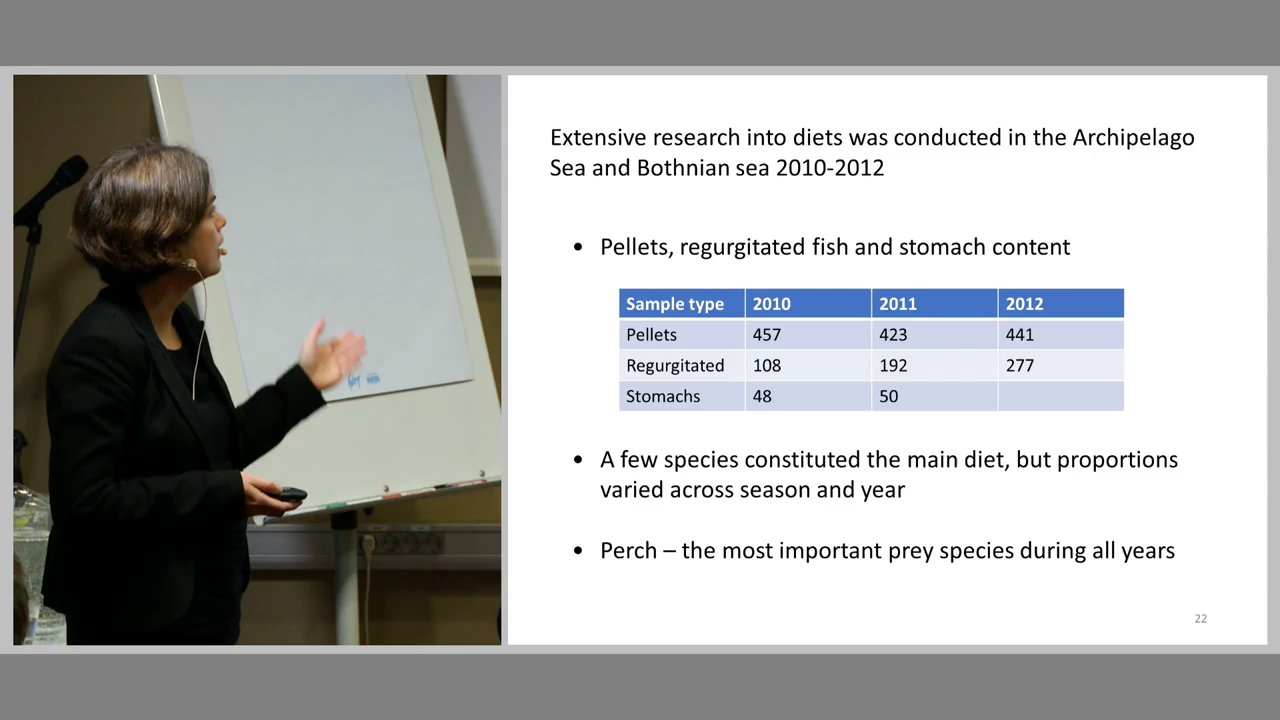 Extensive research into diets was conducted in the Archipelago
Sea and Bothnian sea 2010-2012
• Pellets, regurgitated fish and stomach content
Sample type 2010 2011 2012
Pellets 457 423 441
Regurgitated 108 192 277
Stomachs 48 50
• A few species constituted the main diet, but proportions
varied across season and year
• Perch – the most important prey species during all years
22